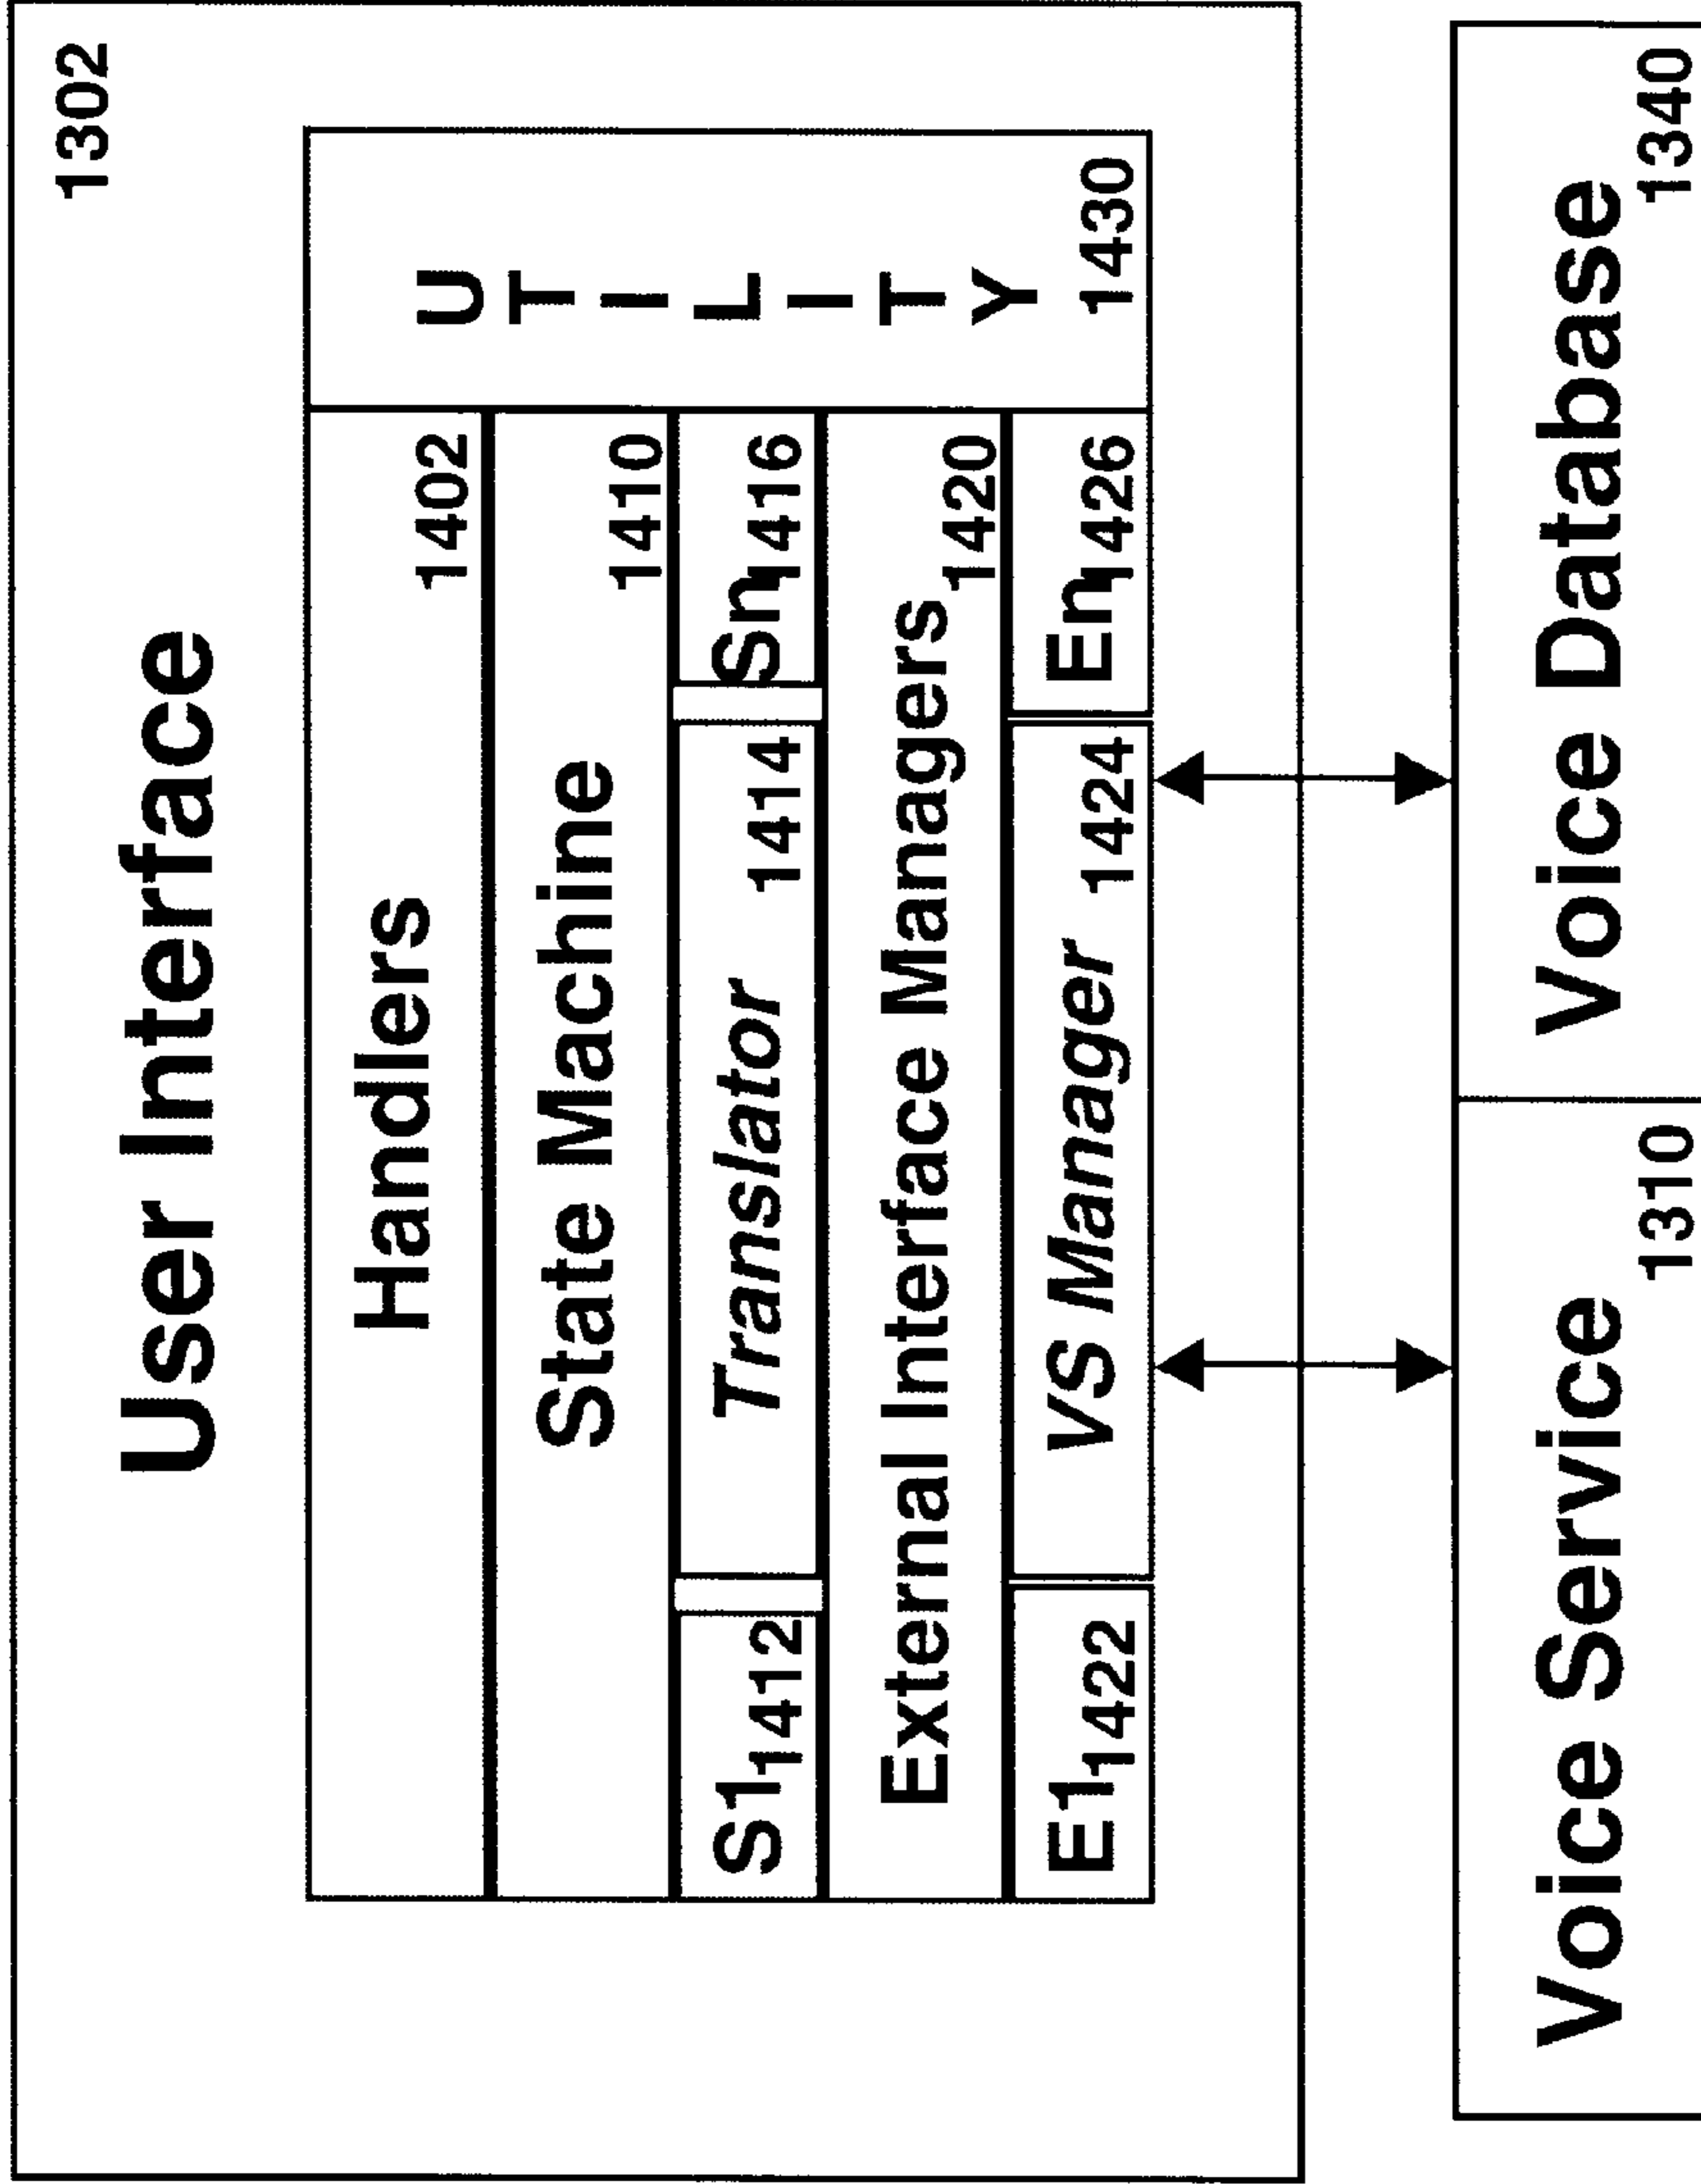 User Interface
1302
Handlers
1402
State Machine
1410
S1 1412
Translator 1414
Sn 1416
External Interface Managers 1420
E1 1422
VS Manager 1424
En 1426
U
T
I
L
I
T
Y
1430
Voice Service
1310
Voice Database
1340